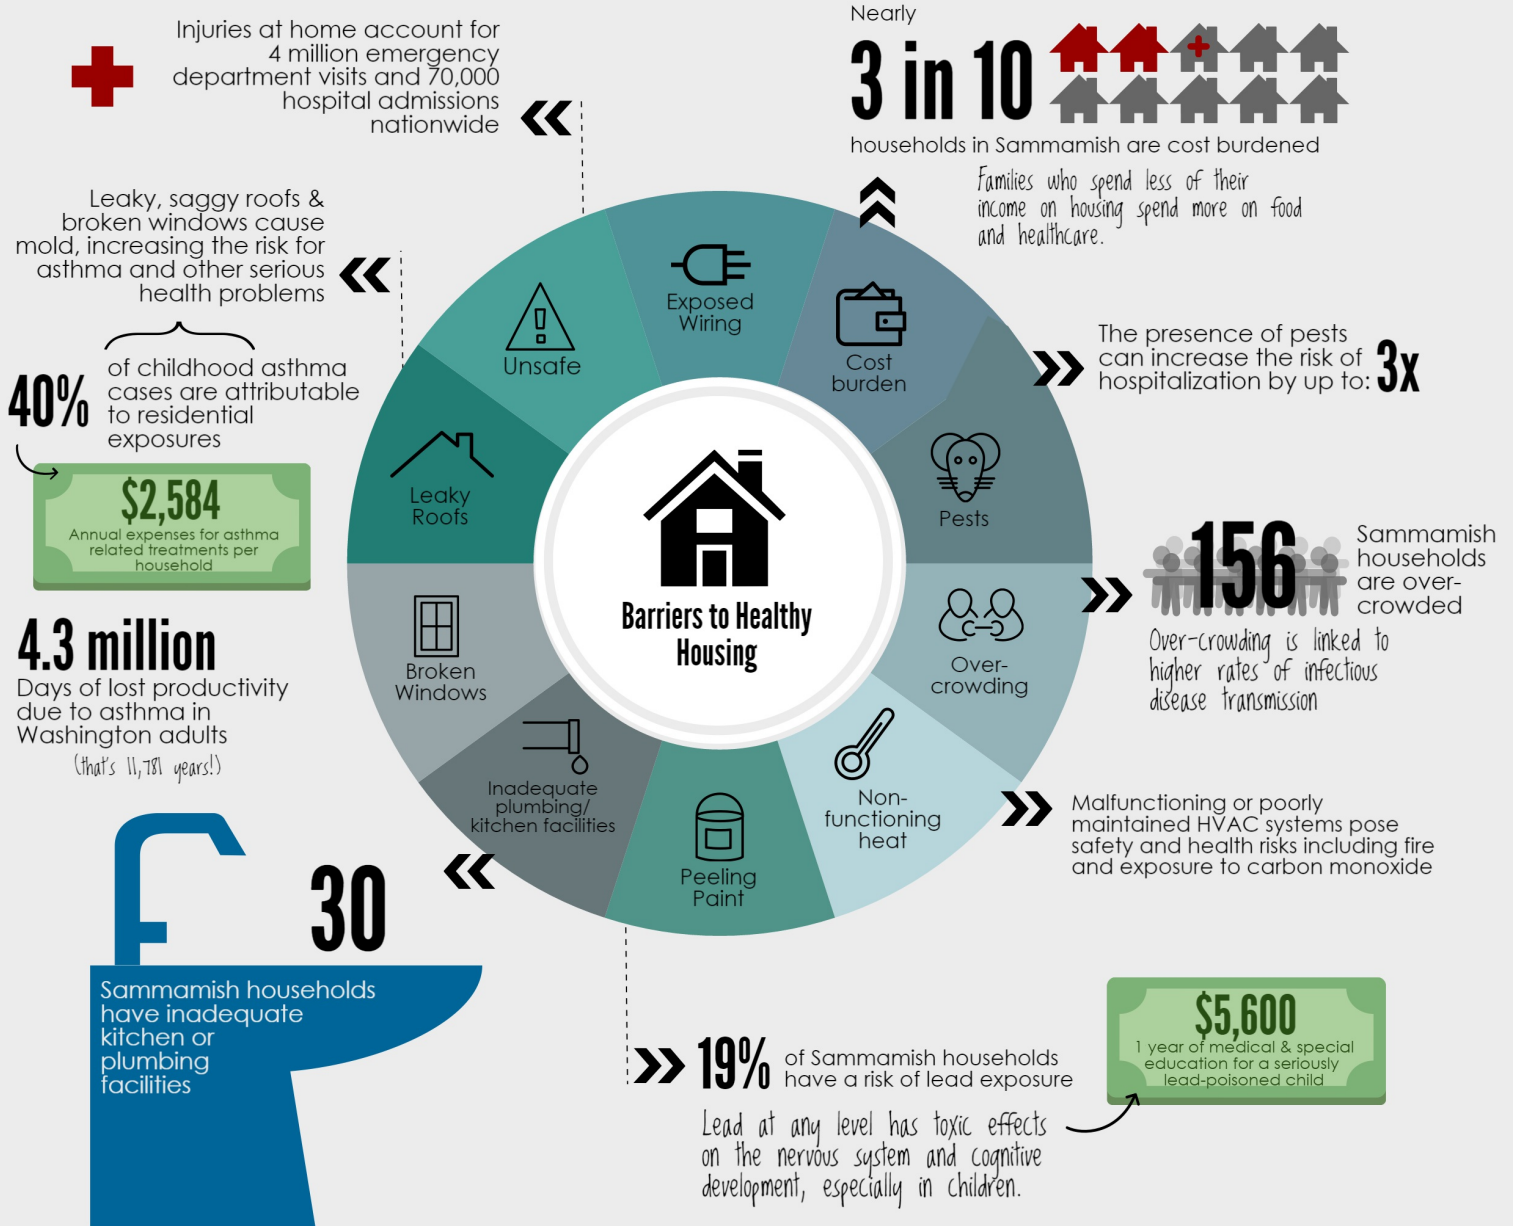 Injuries at home account for
4 million emergency
department visits and 70,000
hospital admissions
nationwide
Nearly
3 in 10
households in Sammamish are cost burdened
Families who spend less of their
income on housing spend more on food
and healthcare.
Leaky, saggy roofs &
broken windows cause
mold, increasing the risk for
asthma and other serious
health problems
40%
of childhood asthma
cases are attributable
to residential
exposures
$2,584
Annual expenses for asthma
related treatments per
household
4.3 million
Days of lost productivity
due to asthma in
Washington adults
(that's 11,781 years!)
Exposed
Wiring
Cost
burden
Pests
Over-
crowding
Non-
functioning
heat
Peeling
Paint
Inadequate
plumbing/
kitchen facilities
Broken
Windows
Leaky
Roofs
Unsafe
Barriers to Healthy
Housing
The presence of pests
can increase the risk of
hospitalization by up to: 3x
156
Sammamish
households
are over-
crowded
Over-crowding is linked to
higher rates of infectious
disease transmission
Malfunctioning or poorly
maintained HVAC systems pose
safety and health risks including fire
and exposure to carbon monoxide
30
Sammamish households
have inadequate
kitchen or
plumbing
facilities
19%
of Sammamish households
have a risk of lead exposure
Lead at any level has toxic effects
on the nervous system and cognitive
development, especially in children.
$5,600
1 year of medical & special
education for a seriously
lead-poisoned child